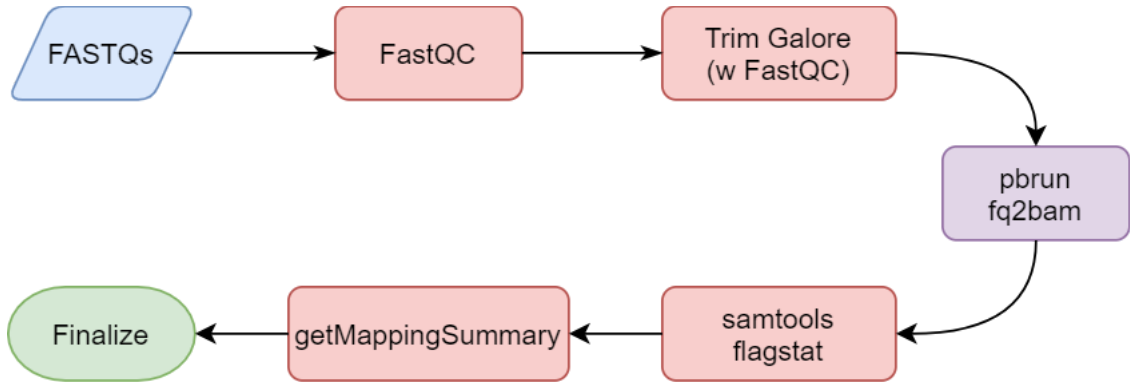 FASTQs
FastQC
Trim Galore
(w FastQC)
pbrun
fq2bam
samtools
flagstat
getMappingSummary
Finalize